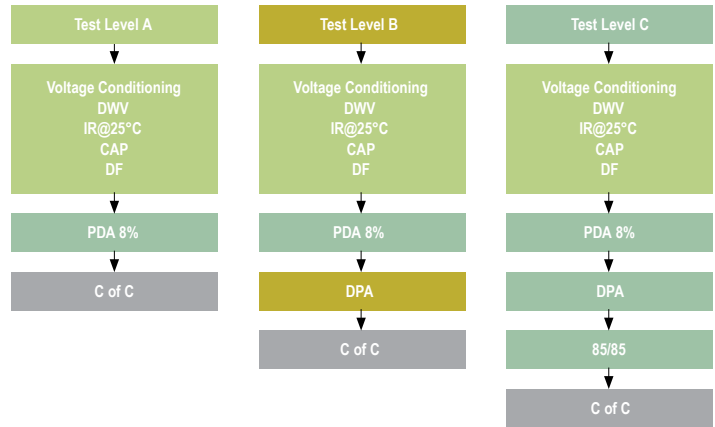 Test Level A
Voltage Conditioning
DWV
IR@25°C
CAP
DF
PDA 8%
C of C
Test Level B
Voltage Conditioning
DWV
IR@25°C
CAP
DF
PDA 8%
DPA
C of C
Test Level C
Voltage Conditioning
DWV
IR@25°C
CAP
DF
PDA 8%
DPA
85/85
C of C